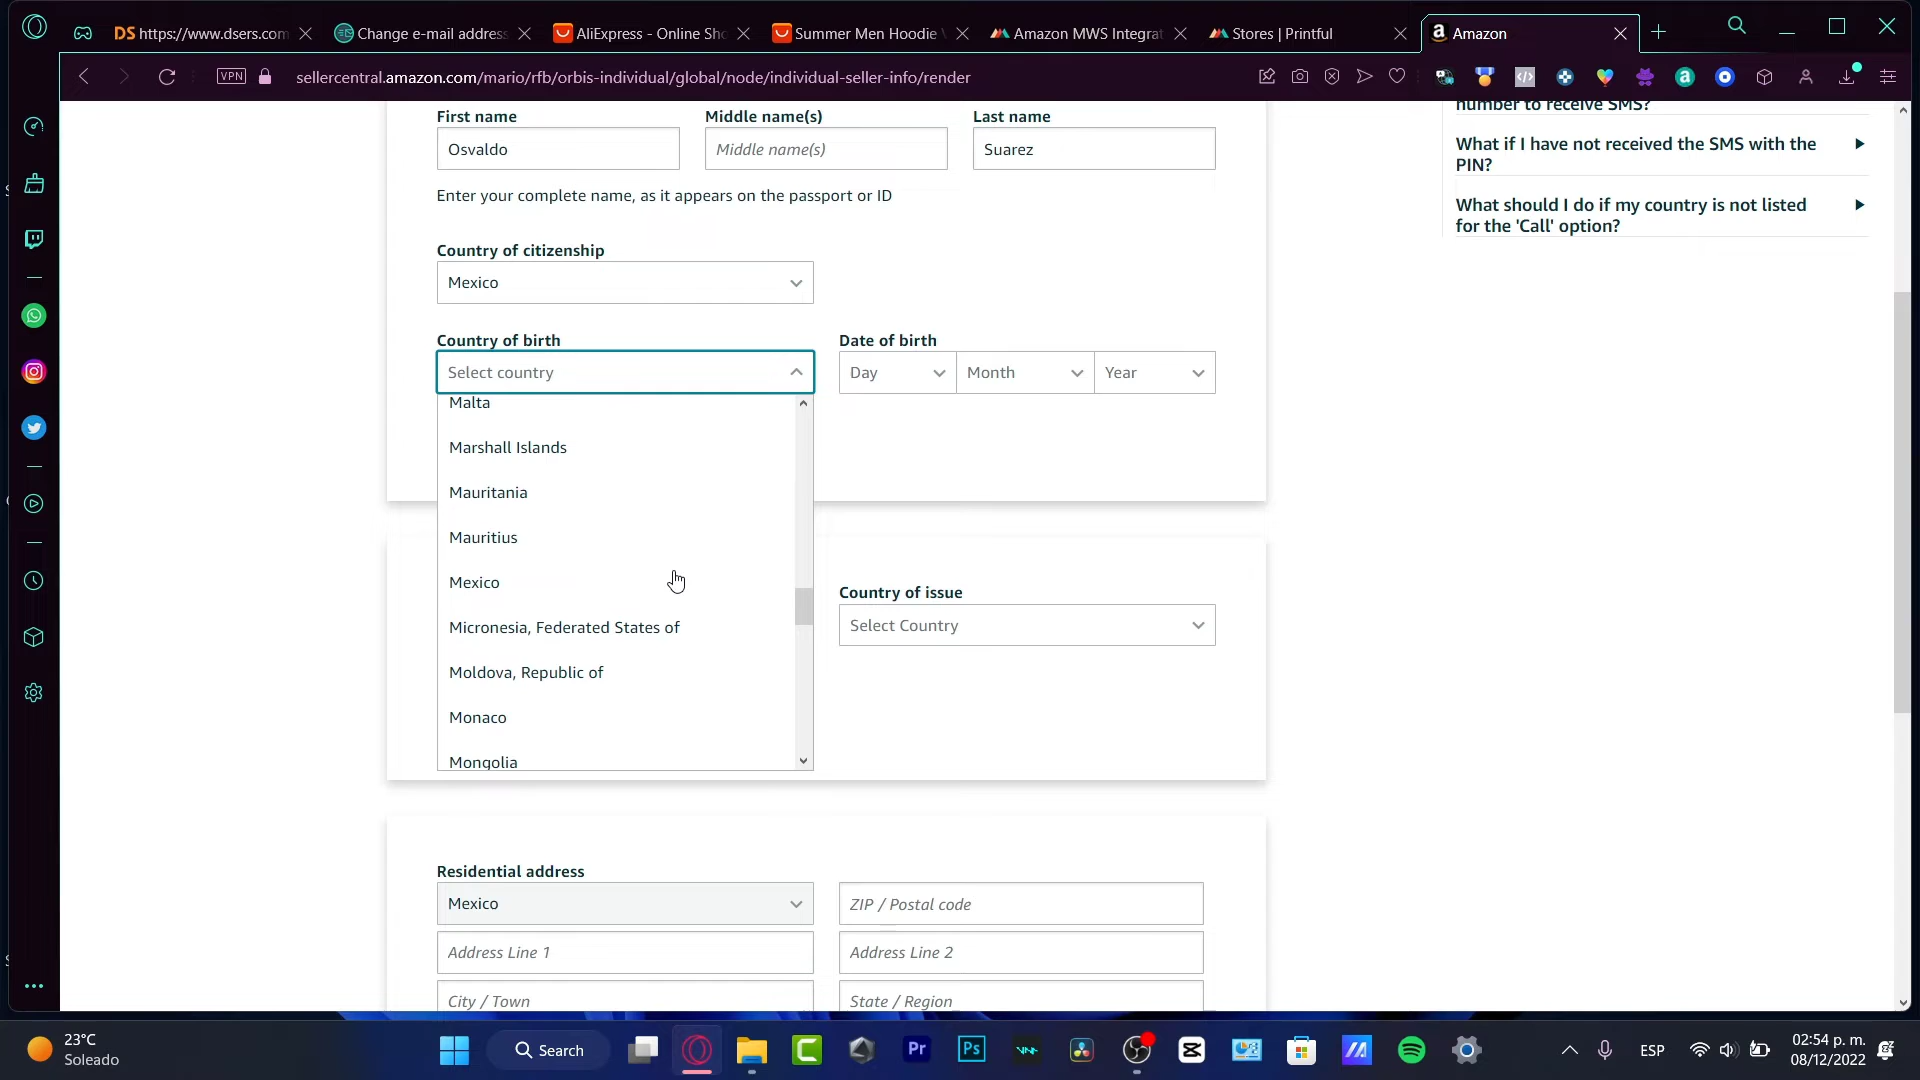 DS https://www.dsers.com
Change e-mail address
AliExpress - Online Sho
Summer Men Hoodie
Amazon MWS Integrat
Stores | Printful
Amazon
VPN
sellercentral.amazon.com/mario/rfb/orbis-individual/global/node/individual-seller-info/render
First name
Middle name(s)
Last name
Osvaldo
Middle name(s)
Suarez
Enter your complete name, as it appears on the passport or ID
Country of citizenship
Mexico
Country of birth
Date of birth
Select country
Day
Month
Year
Malta
Marshall Islands
Mauritania
Mauritius
Mexico
Micronesia, Federated States of
Moldova, Republic of
Monaco
Mongolia
Country of issue
Select Country
Residential address
Mexico
ZIP / Postal code
Address Line 1
Address Line 2
City / Town
State / Region
number to receive SMS?
What if I have not received the SMS with the
PIN?
What should I do if my country is not listed
for the 'Call' option?
23°C
Soleado
Search
Pr
Ps
ESP
02:54 p. m.
08/12/2022